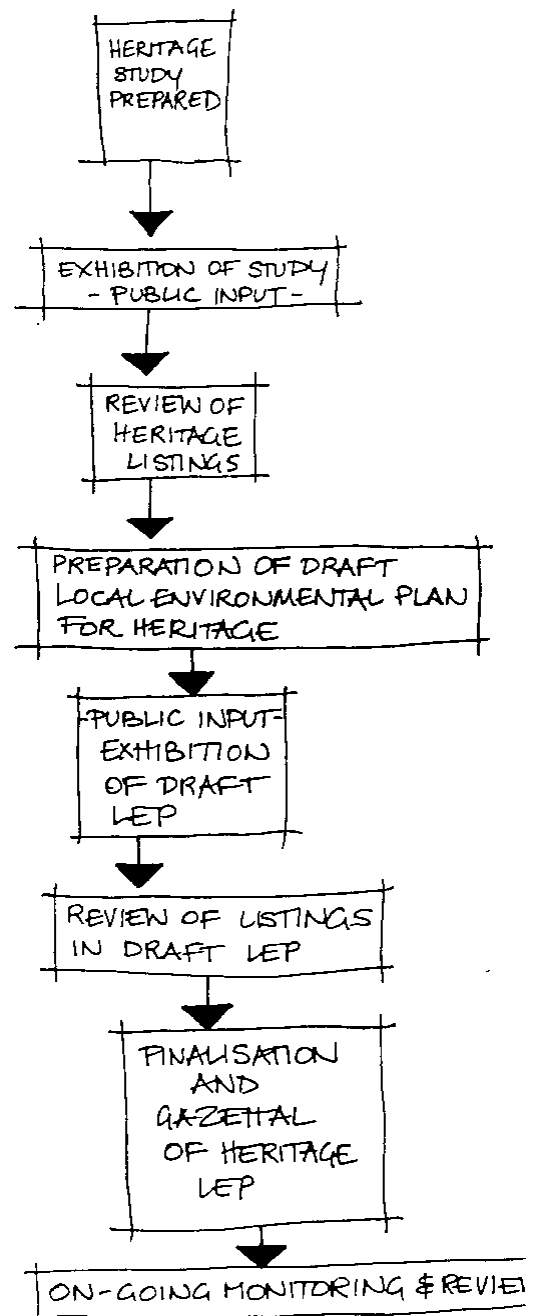 HERITAGE
STUDY
PREPARED
EXHIBITION OF STUDY
- PUBLIC INPUT -
REVIEW OF
HERITAGE
LISTINGS
PREPARATION OF DRAFT
LOCAL ENVIRONMENTAL PLAN
FOR HERITAGE
-PUBLIC INPUT-
EXHIBITION
OF DRAFT
LEP
REVIEW OF LISTINGS
IN DRAFT LEP
FINALISATION
AND
GAZETTAL
OF HERITAGE
LEP
ON-GOING MONITORING & REVIE